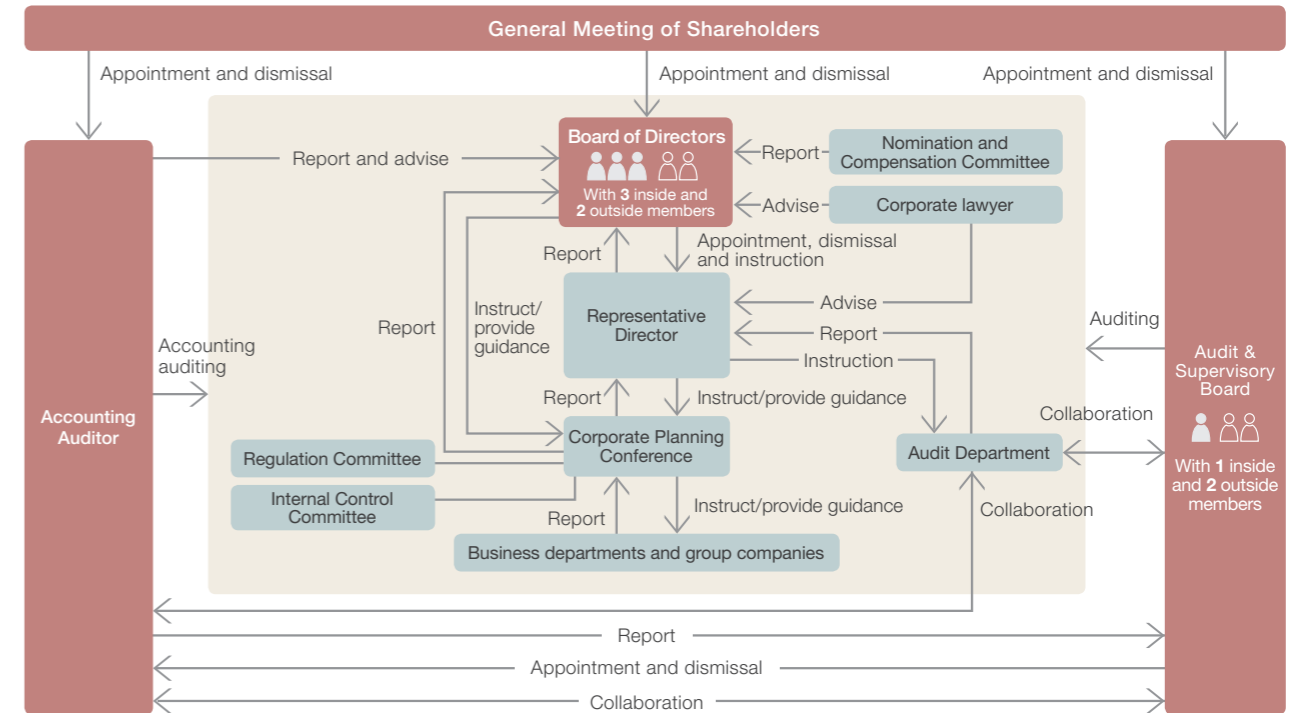 General Meeting of Shareholders
Appointment and dismissal
Appointment and dismissal
Appointment and dismissal
Board of Directors
With 3 inside and
2 outside members
Report and advise
Report
Nomination and
Compensation Committee
Advise
Corporate lawyer
Report
Appointment, dismissal
and instruction
Instruct/
provide
guidance
Report
Representative
Director
Advise
Report
Instruction
Accounting
auditing
Auditing
Accounting
Auditor
Audit &
Supervisory
Board
With 1 inside
and 2 outside
members
Report
Instruct/provide guidance
Collaboration
Corporate Planning
Conference
Audit Department
Regulation Committee
Internal Control
Committee
Report
Instruct/provide guidance
Collaboration
Business departments and group companies
Report
Appointment and dismissal
Collaboration